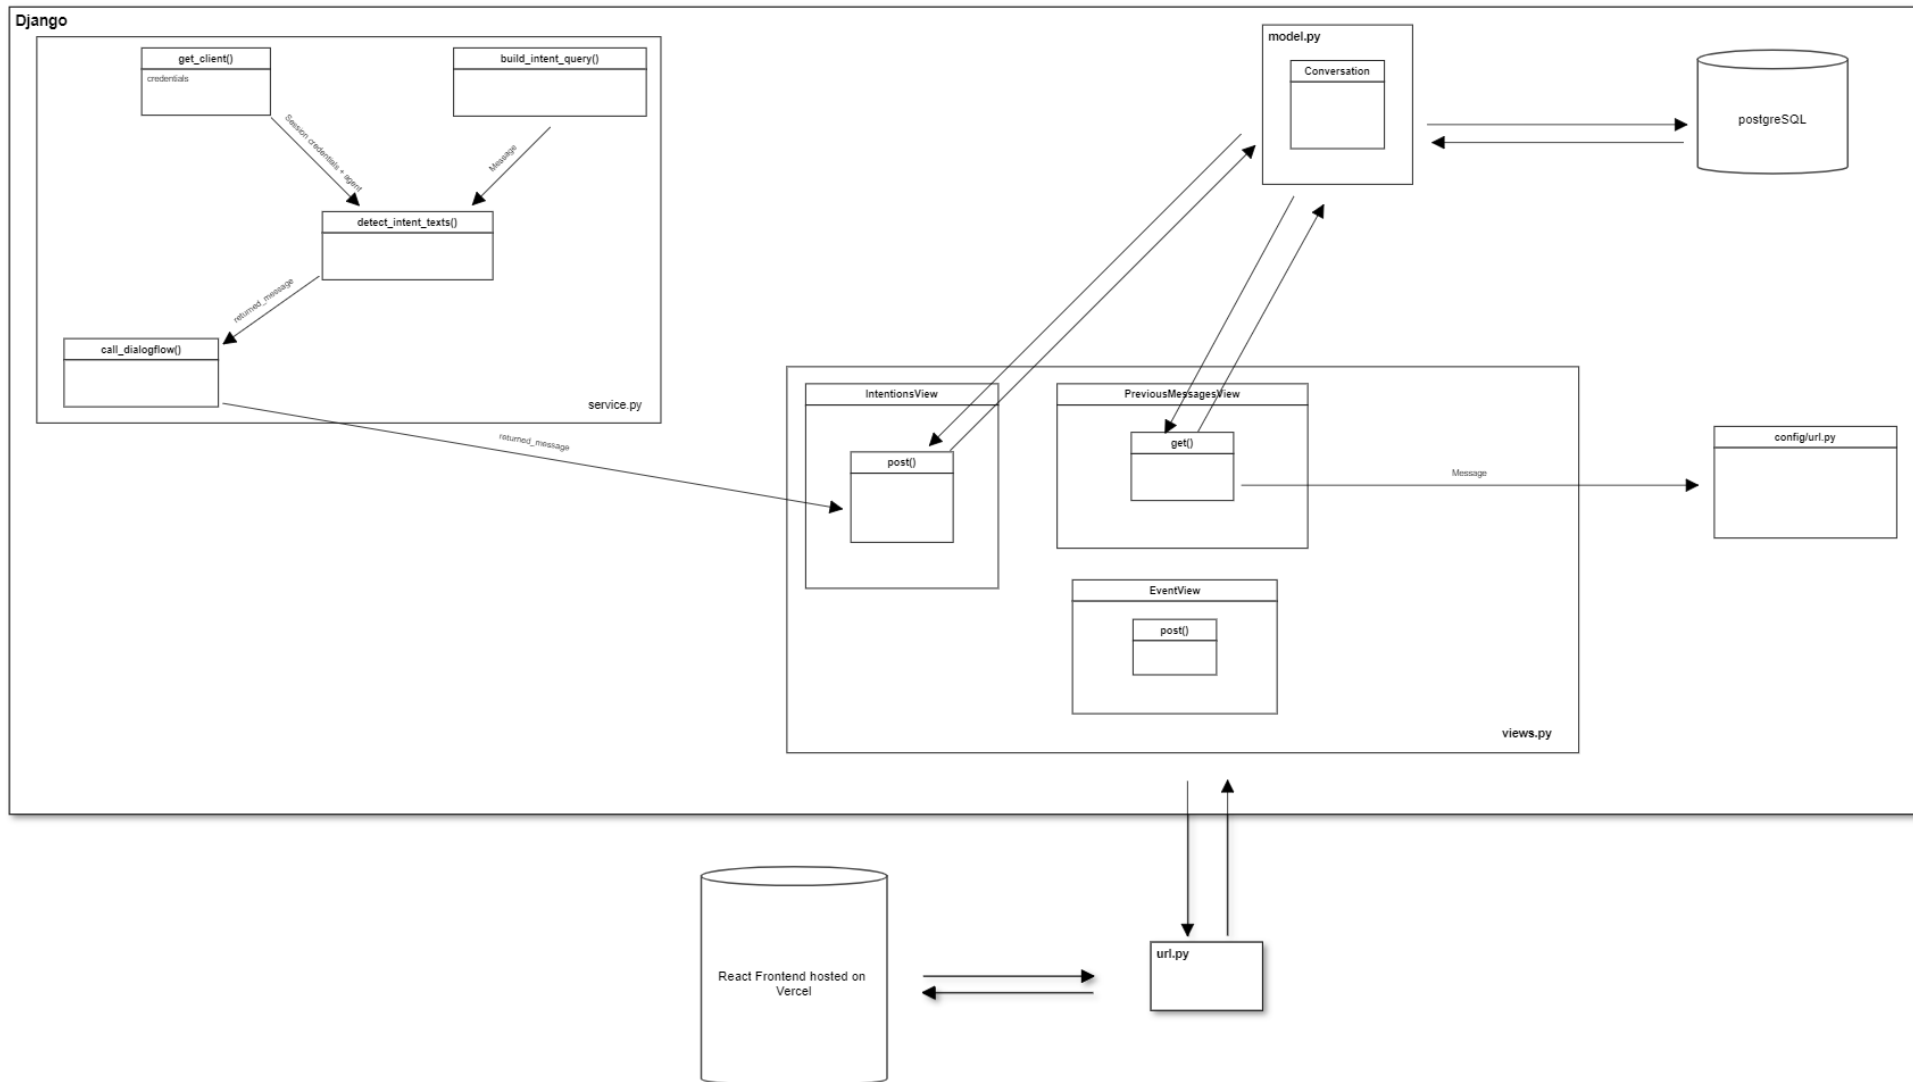 Django
get_client()
credentials
build_intent_query()
Session credentials + agent
Message
detect_intent_texts()
returned_message
call_dialogflow()
service.py
returned_message
model.py
Conversation
postgreSQL
IntentionsView
post()
PreviousMessagesView
get()
Message
config/url.py
EventView
post()
views.py
React Frontend hosted on
Vercel
url.py